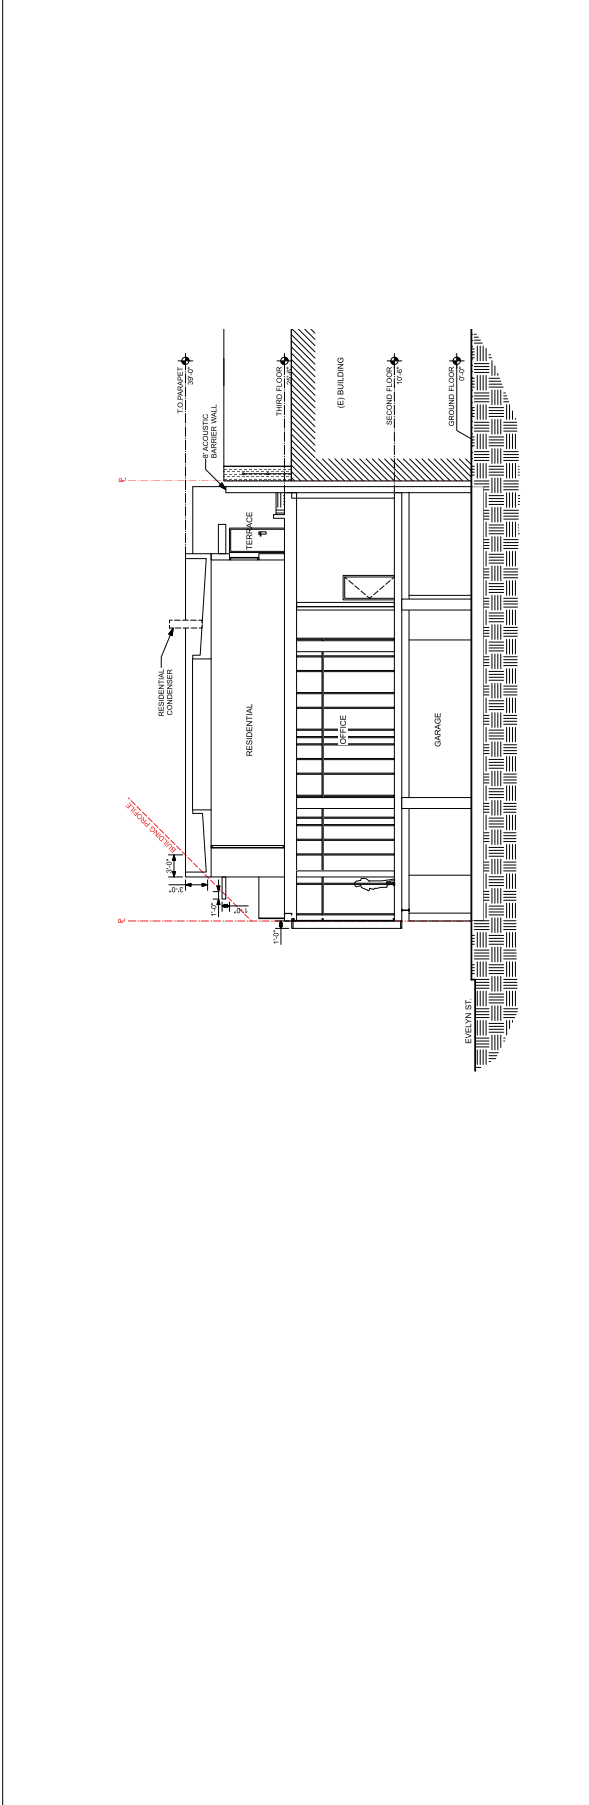 P
P
T.O.PARAPET
39'-0"
8' ACOUSTIC
BARRIER WALL
RESIDENTIAL
CONDENSER
BUILDING PROFILE
3'-0"
3'-0"
1'-0"
1'-0"
RESIDENTIAL
TERRACE
THIRD FLOOR
1'-0"
OFFICE
(E) BUILDING
SECOND FLOOR
10'-6"
GARAGE
GROUND FLOOR
0'-0"
EVELYN ST.